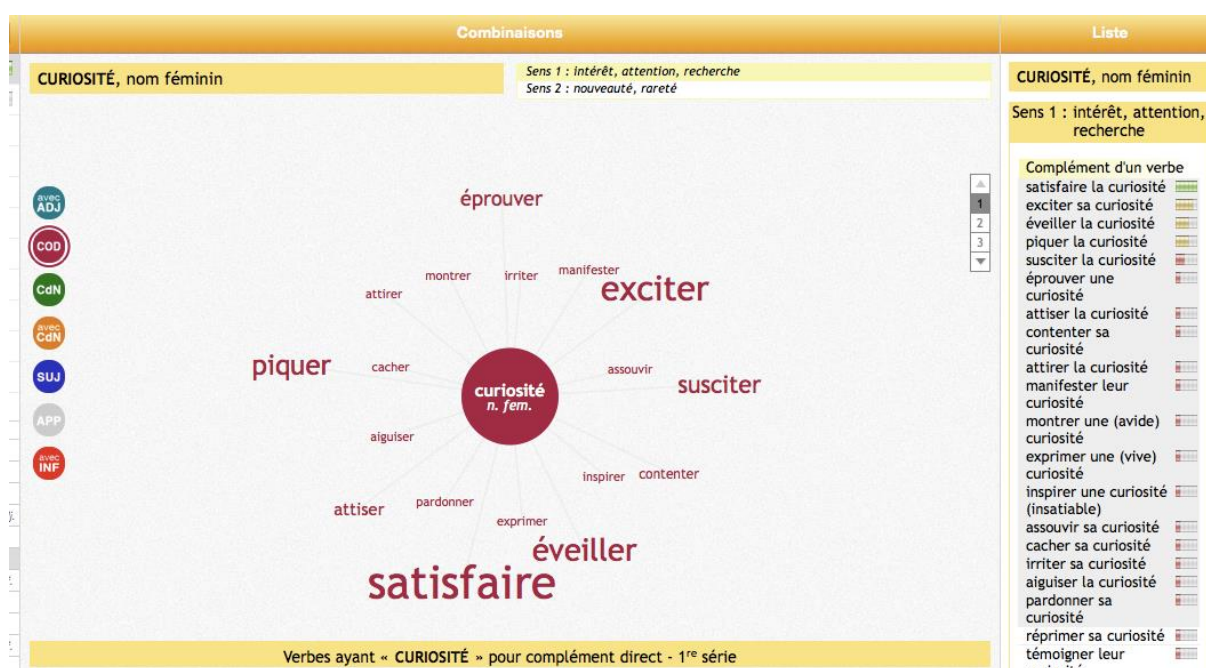 Combinaisons
Liste
CURIOSITÉ, nom féminin
Sens 1 : intérêt, attention, recherche
Sens 2 : nouveauté, rareté
avec ADJ
COD
CdN
avec CdN
SUJ
APP
avec INF
1
2
3
éprouver
montrer
irriter
manifester
attirer
exciter
piquer
cacher
curiosité
n. fem.
assouvir
susciter
aiguiser
inspirer
contenter
attiser
pardonner
exprimer
éveiller
satisfaire
Verbes ayant « CURIOSITÉ » pour complément direct - 1re série
CURIOSITÉ, nom féminin
Sens 1 : intérêt, attention,
recherche
Complément d'un verbe
satisfaire la curiosité
exciter sa curiosité
éveiller la curiosité
piquer la curiosité
susciter la curiosité
éprouver une
curiosité
attiser la curiosité
contenter sa
curiosité
attirer la curiosité
manifester leur
curiosité
montrer une (avide)
curiosité
exprimer une (vive)
curiosité
inspirer une curiosité
(insatiable)
assouvir sa curiosité
cacher sa curiosité
irriter sa curiosité
aiguiser la curiosité
pardonner sa
curiosité
réprimer sa curiosité
témoigner leur